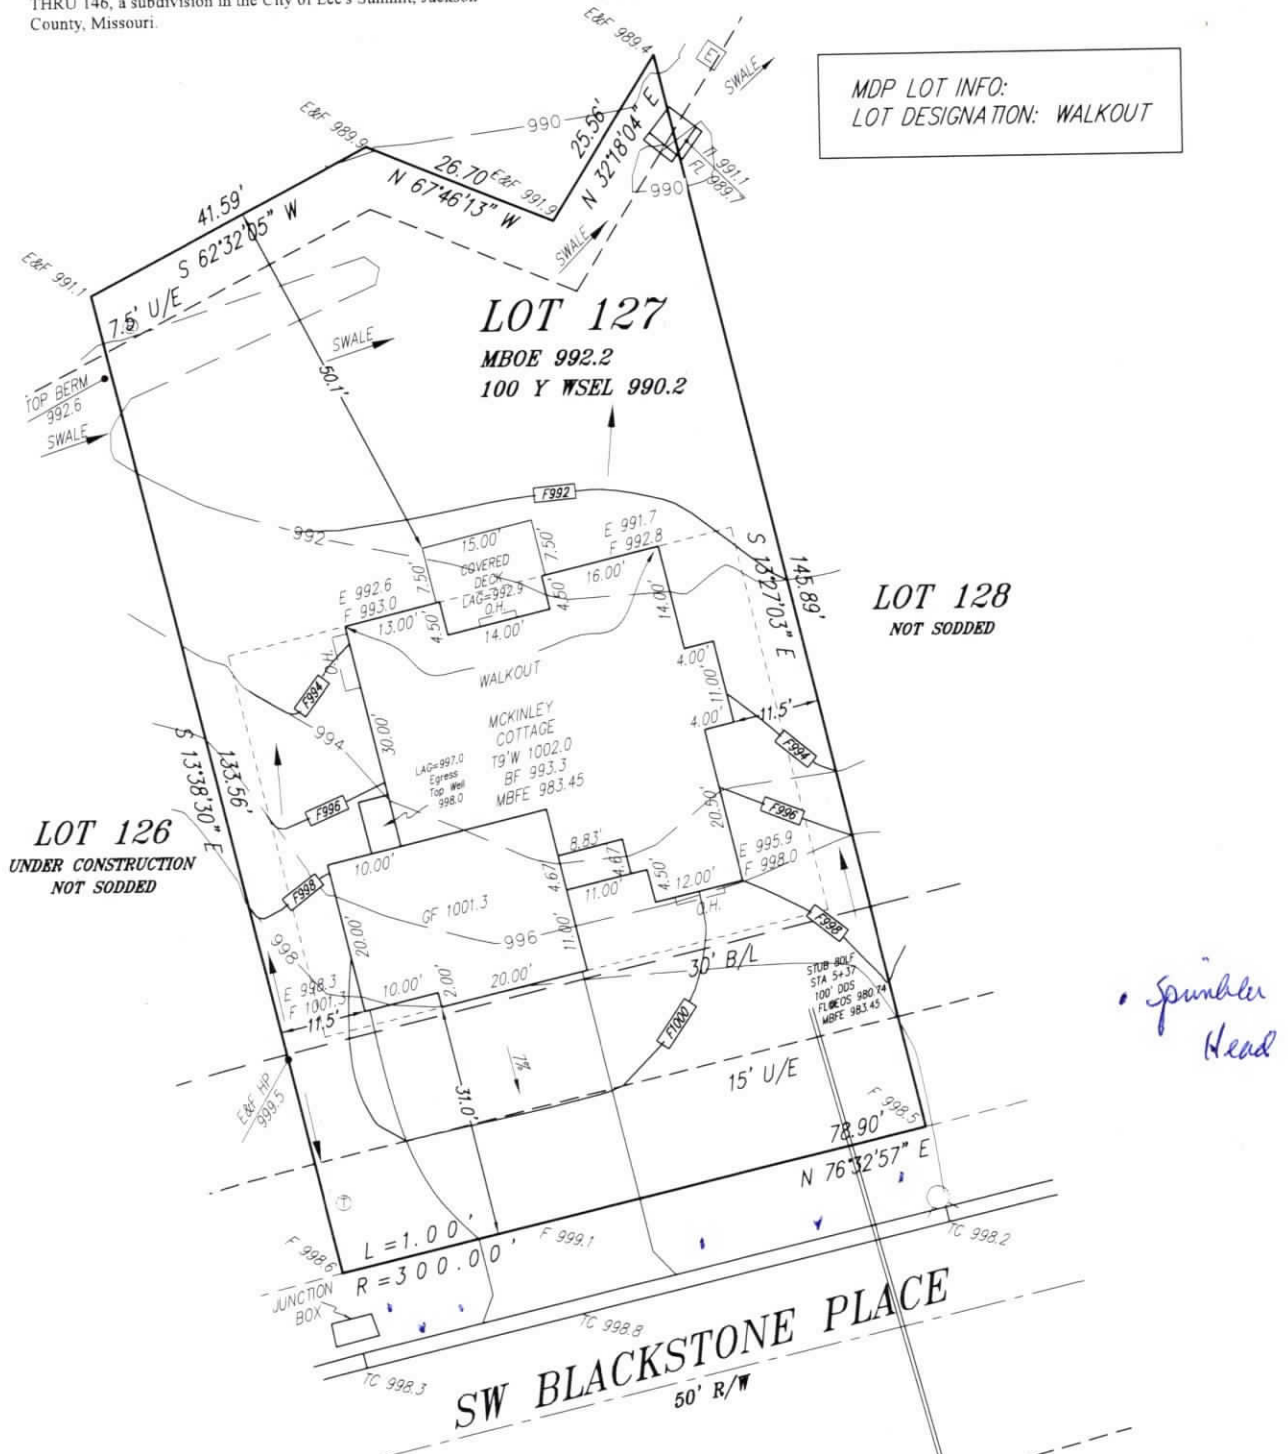 THRU 146, a subdivision in the City of Lee's Summit, Jackson
County, Missouri.
MDP LOT INFO:
LOT DESIGNATION: WALKOUT
E&F 989.4
E
SWALE
E&F 989.9
990
25.56'
N 32°18'04" E
26.70
N 67°46'13" W
E&F 991.9
990
FL 989.7
SWALE
41.59'
S 62°32'05" W
E&F 991.1
7.5' U/E
SWALE
50.1'
TOP BERM
992.6
SWALE
LOT 127
MBOE 992.2
100 Y WSEL 990.2
F992
992
15.00'
7.50'
7.50'
COVERED
DECK
LAG=992.9
O.H.
14.00'
4.50'
4.50'
E 991.7
F 992.8
16.00'
14.00'
E 992.6
F 993.0
13.00'
O.H.
S 13°27'03" E
145.89'
LOT 128
NOT SODDED
WALKOUT
MCKINLEY
COTTAGE
T9'W 1002.0
BF 993.3
MBFE 983.45
4.00'
11.00'
4.00'
11.5'
F994
F994
994
30.00'
LAG=997.0
Egress
Top Well
998.0
F996
F996
20.50'
S 13°38'30" E
133.56'
LOT 126
UNDER CONSTRUCTION
NOT SODDED
F998
998
10.00'
8.83'
4.67'
4.67'
4.50'
11.00'
12.00'
O.H.
E 995.9
F 998.0
F998
GF 1001.3
20.00'
996
11.00'
10.00'
2.00'
20.00'
30' B/L
E 998.3
F 1001.3
11.5'
STUB BOLF
STA 5+37
100' DDS
MBFE 983.45
F1000
E&F HP
999.5
7%
31.0'
15' U/E
F 998.5
78.90'
N 76°32'57" E
T
F 998.6
L=1.00'
R=300.00'
F 999.1
JUNCTION
BOX
TC 998.2
TC 998.8
TC 998.3
SW BLACKSTONE PLACE
50' R/W
Head